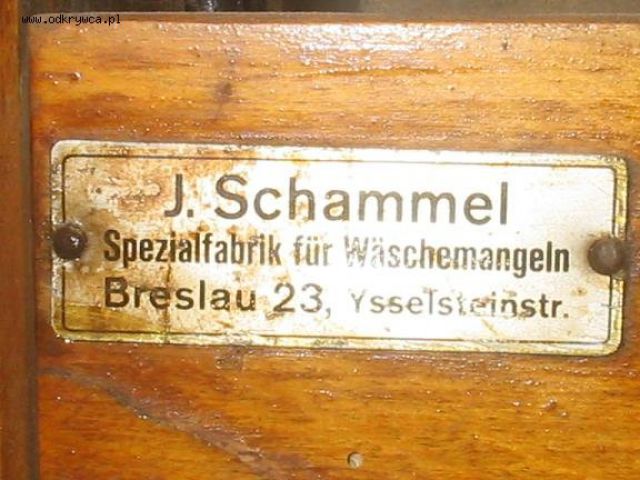 www.odkrywca.pl
J. Schammel
Spezialfabrik für Wäschemangeln
Breslau 23, Ysselsteinstr.